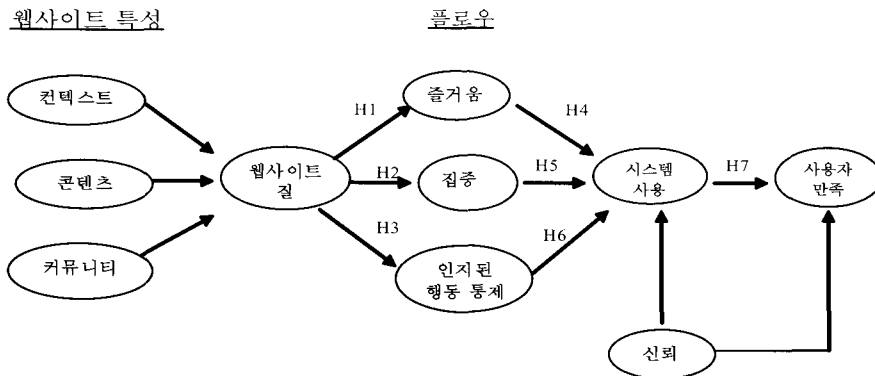 웹사이트 특성
플로우
컨텍스트
콘텐츠
커뮤니티
웹사이트
질
H1
H2
H3
즐거움
집중
인지된
행동 통제
H4
H5
H6
시스템
사용
H7
사용자
만족
신뢰